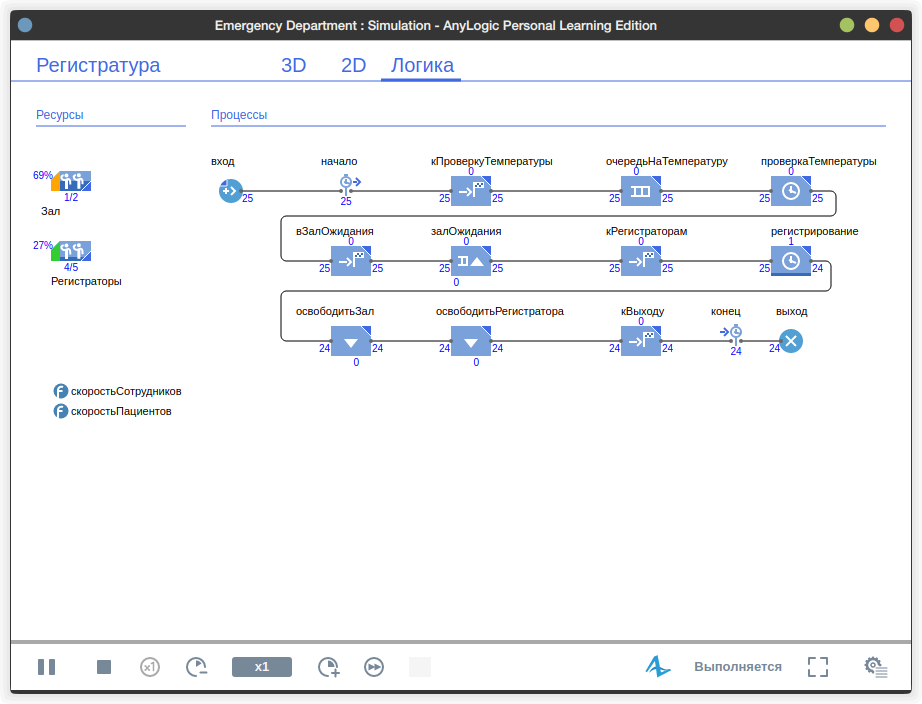 Emergency Department : Simulation - AnyLogic Personal Learning Edition
Регистратура 3D 2D Логика
Ресурсы Процессы
вход начало кПроверкуТемпературы очередьНаТемпературу проверкаТемпературы
69% 0 0 0
1/2 25 25 25 25 25 25 25 25
Зал
вЗалОжидания залОжидания кРегистраторам регистрирование
27% 0 0 0 1
4/5 25 25 25 25 25 25 25 24
Регистраторы 0
освободитьЗал освободитьРегистратора кВыходу конец выход
0
24 24 24 24 24 24 24 24
0 0
скоростьСотрудников
скоростьПациентов
x1 x1 Выполняется